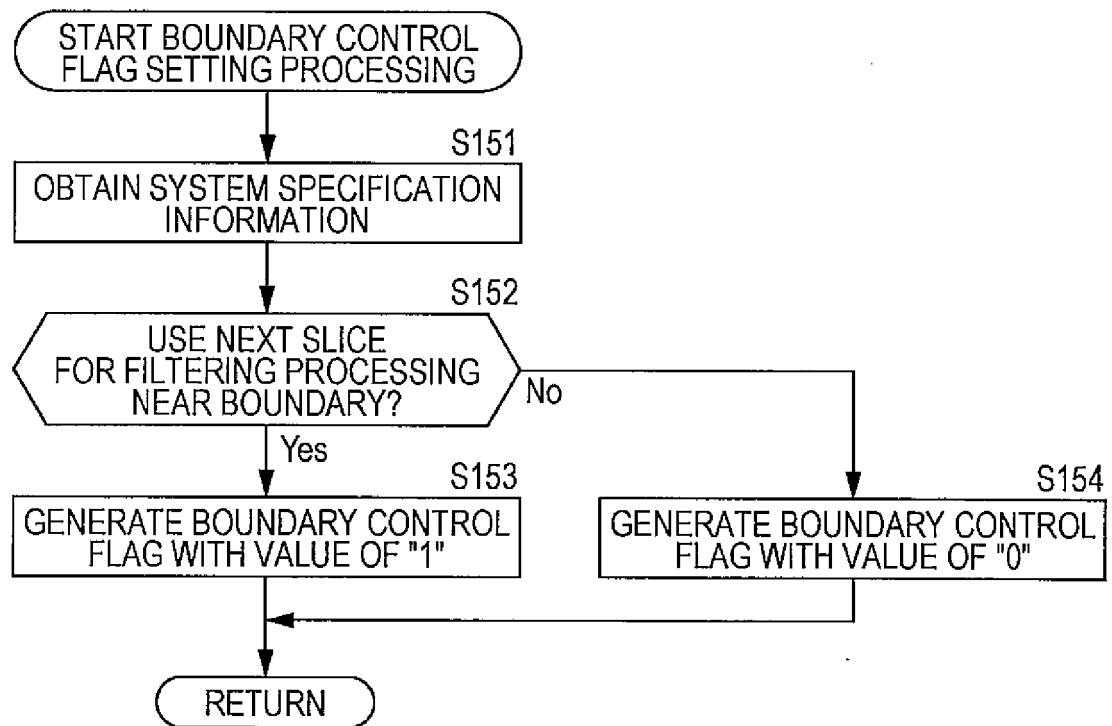 START BOUNDARY CONTROL
FLAG SETTING PROCESSING
S151
OBTAIN SYSTEM SPECIFICATION
INFORMATION
S152
USE NEXT SLICE
FOR FILTERING PROCESSING
NEAR BOUNDARY?
No
Yes
S153
GENERATE BOUNDARY CONTROL
FLAG WITH VALUE OF "1"
S154
GENERATE BOUNDARY CONTROL
FLAG WITH VALUE OF "0"
RETURN